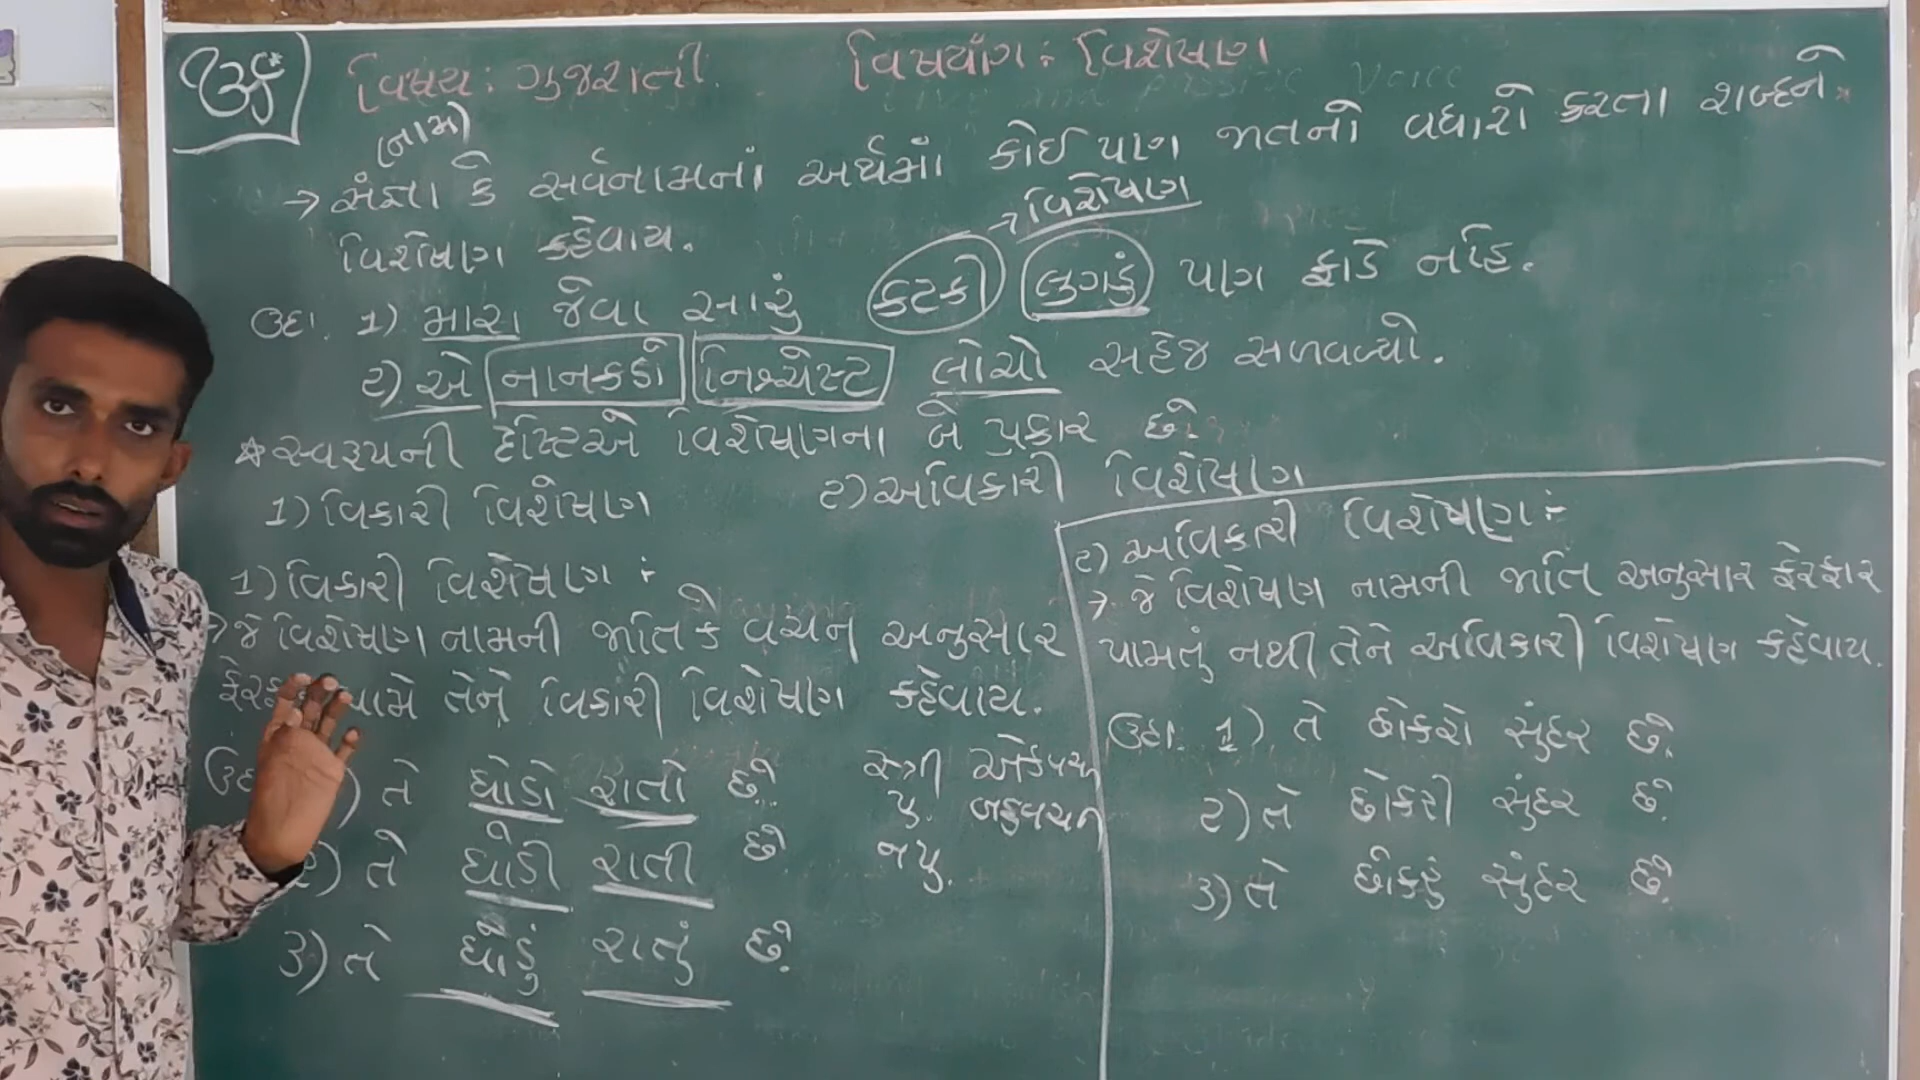 ૐ
વિષય : ગુજરાતી. વિષયાંગ : વિશેષણ
(નામ)
→ સંજ્ઞા કે સર્વનામનાં અર્થમાં કોઈ પણ જાતનો વધારો કરતા શબ્દને
વિશેષણ કહેવાય.
→ વિશેષણ
ઉદા. 1) મારા જેવા સારું કટકો લુગડું પણ ફાડે નહિ.
૨) એ નાનકડો નિશ્ચેષ્ટ લોચો સહેજ સળવળ્યો.
* સ્વરૂપની દૃષ્ટિએ વિશેષણના બે પ્રકાર છે.
1) વિકારી વિશેષણ ૨) અવિકારી વિશેષણ
1) વિકારી વિશેષણ :-
→ જે વિશેષણ નામની જાતિ કે વચન અનુસાર
પામે તેને વિકારી વિશેષણ કહેવાય.
ઉદા. ) તે ઘોડો રાતો છે.
૨) તે ઘોડી રાતી છે
૩) તે ઘોડું રાતું છે.
સ્ત્રી એકવચન
પુ. બહુવચન
નપુ.
૨) અવિકારી વિશેષણ :-
→ જે વિશેષણ નામની જાતિ અનુસાર ફેરફાર
પામતું નથી તેને અવિકારી વિશેષણ કહેવાય.
ઉદા. 1) તે છોકરો સુંદર છે.
૨) તે છોકરી સુંદર છે.
૩) તે છોકરું સુંદર છે.